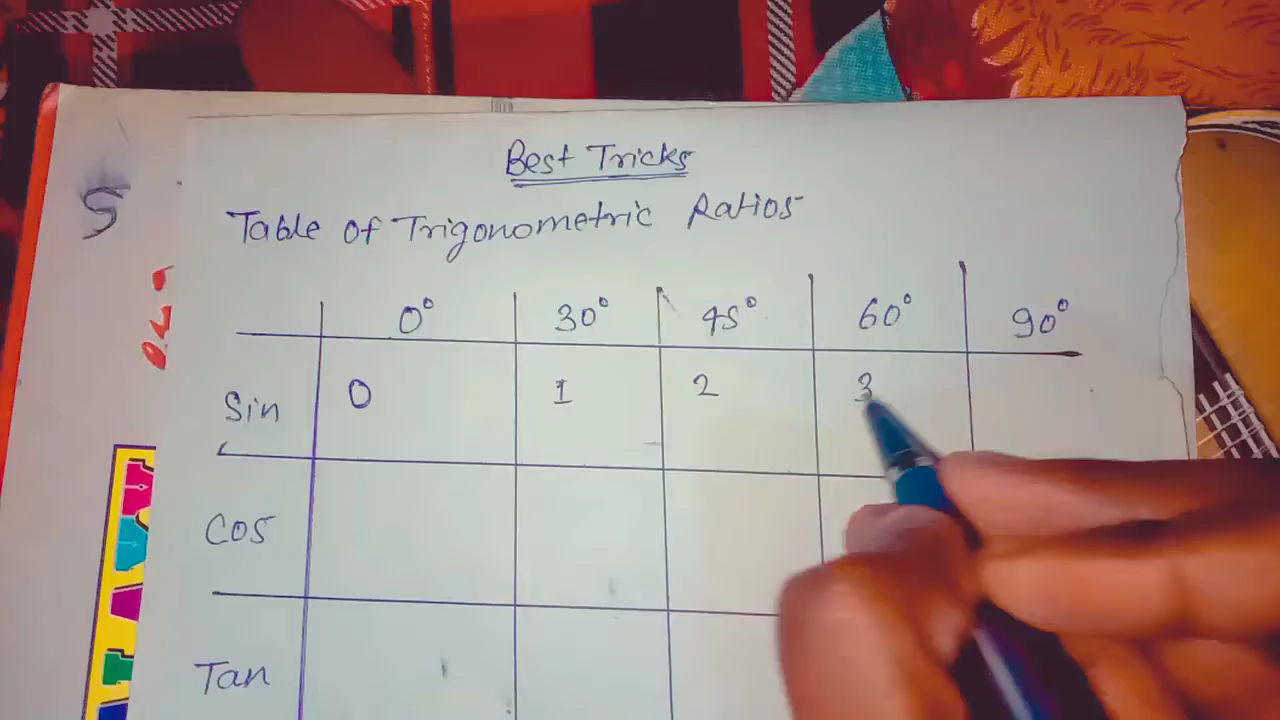 Best Tricks
Table of Trigonometric Ratios
0° 30° 45° 60° 90°
Sin 0 1 2 3
Cos
Tan
S